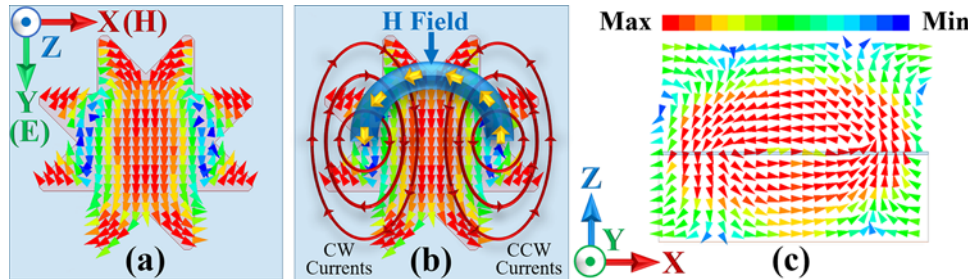 X (H)
Z
Y
(E)
(a)
H Field
CW
Currents
CCW
Currents
(b)
Max
Min
Z
Y
X
(c)